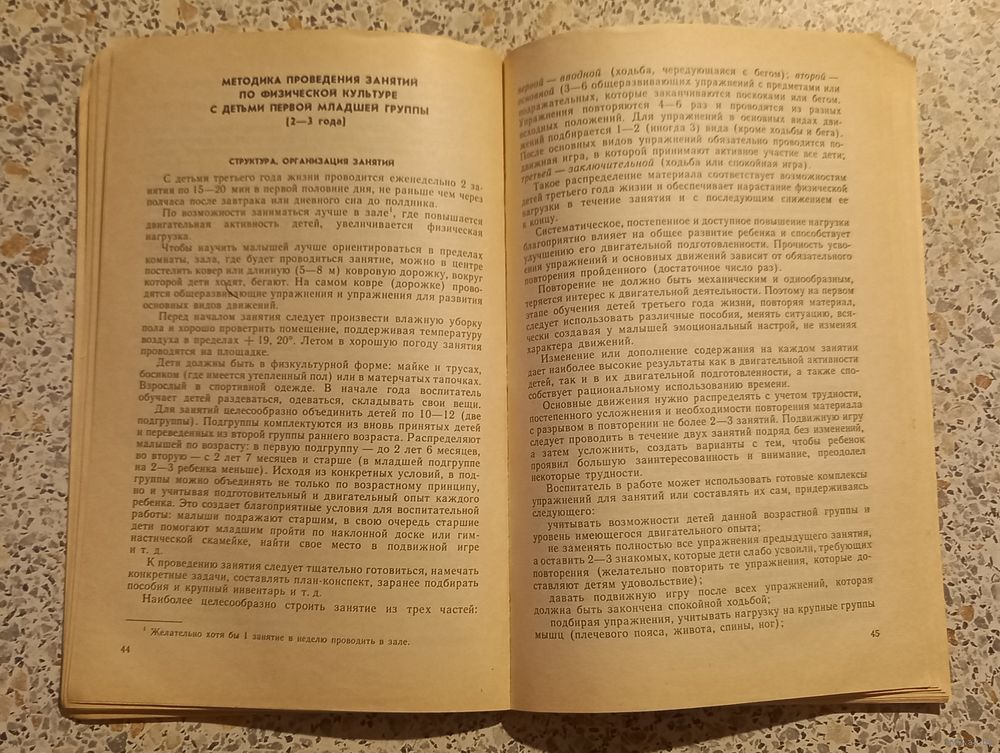 МЕТОДИКА ПРОВЕДЕНИЯ ЗАНЯТИЙ
ПО ФИЗИЧЕСКОЙ КУЛЬТУРЕ
С ДЕТЬМИ ПЕРВОЙ МЛАДШЕЙ ГРУППЫ
(2—3 года)
СТРУКТУРА, ОРГАНИЗАЦИЯ ЗАНЯТИЙ
С детьми третьего года жизни проводится еженедельно 2 за-
нятия по 15—20 мин в первой половине дня, не раньше чем через
полчаса после завтрака или дневного сна до полдника.
По возможности заниматься лучше в зале¹, где повышается
двигательная активность детей, увеличивается физическая
нагрузка.
Чтобы научить малышей лучше ориентироваться в пределах
комнаты, зала, где будет проводиться занятие, можно в центре
постелить ковер или длинную (5—8 м) ковровую дорожку, вокруг
которой дети ходят, бегают. На самом ковре (дорожке) прово-
дятся общеразвивающие упражнения и упражнения для развития
основных видов движений.
Перед началом занятия следует произвести влажную уборку
пола и хорошо проветрить помещение, поддерживая температуру
воздуха в пределах + 19, 20°. Летом в хорошую погоду занятия
проводятся на площадке.
Дети должны быть в физкультурной форме: майке и трусах,
босиком (где имеется утепленный пол) или в матерчатых тапочках.
Взрослый в спортивной одежде. В начале года воспитатель
обучает детей раздеваться, одеваться, складывать свои вещи.
Для занятий целесообразно объединить детей по 10—12 (две
подгруппы). Подгруппы комплектуются из вновь принятых детей
и переведенных из второй группы раннего возраста. Распределяют
малышей по возрасту: в первую подгруппу — до 2 лет 6 месяцев,
во вторую — с 2 лет 7 месяцев и старше (в младшей подгруппе
на 2—3 ребенка меньше). Исходя из конкретных условий, в под-
группы можно объединять не только по возрастному принципу,
но и учитывая подготовительный и двигательный опыт каждого
ребенка. Это создает благоприятные условия для воспитательной
работы: малыши подражают старшим, в свою очередь старшие
дети помогают младшим пройти по наклонной доске или гим-
настической скамейке, найти свое место в подвижной игре
и т. д.
К проведению занятия следует тщательно готовиться, намечать
конкретные задачи, составлять план-конспект, заранее подбирать
пособия и крупный инвентарь и т. д.
Наиболее целесообразно строить занятие из трех частей:
¹ Желательно хотя бы 1 занятие в неделю проводить в зале.
44
первой — вводной (ходьба, чередующаяся с бегом); второй —
основной (3—6 общеразвивающих упражнений с предметами или
подражательных, которые заканчиваются поскоками или бегом.
Упражнения повторяются 4—6 раз и проводятся из разных
исходных положений. Для упражнений в основных видах дви-
жений подбирается 1—2 (иногда 3) вида (кроме ходьбы и бега).
После основных видов упражнений обязательно проводится по-
движная игра, в которой принимают активное участие все дети;
третьей — заключительной (ходьба или спокойная игра).
Такое распределение материала соответствует возможностям
детей третьего года жизни и обеспечивает нарастание физической
нагрузки в течение занятия и с последующим снижением ее
к концу.
Систематическое, постепенное и доступное повышение нагрузки
благоприятно влияет на общее развитие ребенка и способствует
улучшению его двигательной подготовленности. Прочность усво-
ения упражнений и основных движений зависит от обязательного
повторения пройденного (достаточное число раз).
Повторение не должно быть механическим и однообразным,
теряется интерес к двигательной деятельности. Поэтому на первом
этапе обучения детей третьего года жизни, повторяя материал,
следует использовать различные пособия, менять ситуацию, вся-
чески создавая у малышей эмоциональный настрой, не изменяя
характера движений.
Изменение или дополнение содержания на каждом занятии
дает наиболее высокие результаты как в двигательной активности
детей, так и в их двигательной подготовленности, а также спо-
собствует рациональному использованию времени.
Основные движения нужно распределять с учетом трудности,
постепенного усложнения и необходимости повторения материала
с разрывом в повторении не более 2—3 занятий. Подвижную игру
следует проводить в течение двух занятий подряд без изменений,
а затем усложнить, создать варианты с тем, чтобы ребенок
проявил большую заинтересованность и внимание, преодолел
некоторые трудности.
Воспитатель в работе может использовать готовые комплексы
упражнений для занятий или составлять их сам, придерживаясь
следующего:
учитывать возможности детей данной возрастной группы и
уровень имеющегося двигательного опыта;
не заменять полностью все упражнения предыдущего занятия,
а оставить 2—3 знакомых, которые дети слабо усвоили, требующих
повторения (желательно повторить те упражнения, которые до-
ставляют детям удовольствие);
давать подвижную игру после всех упражнений, которая
должна быть закончена спокойной ходьбой;
подбирая упражнения, учитывать нагрузку на крупные группы
мышц (плечевого пояса, живота, спины, ног);
45